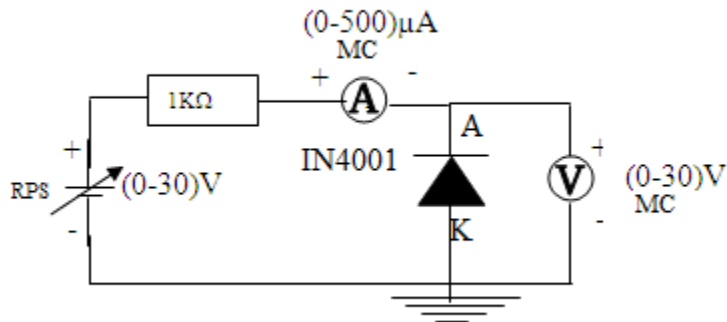 (0-500)µA
MC
+ -
1KΩ
A
A
IN4001
K
+
RPS
(0-30)V
-
V
+
(0-30)V
MC
-